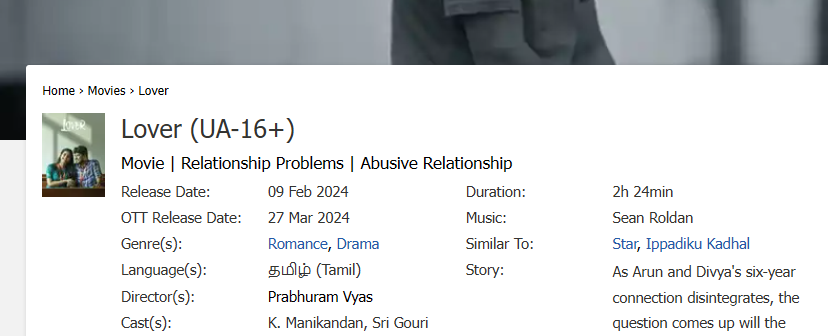 Home › Movies › Lover
LOVER
Lover (UA-16+)
Movie | Relationship Problems | Abusive Relationship
Release Date: 09 Feb 2024 Duration: 2h 24min
OTT Release Date: 27 Mar 2024 Music: Sean Roldan
Genre(s): Romance, Drama Similar To: Star, Ippadiku Kadhal
Language(s): தமிழ் (Tamil) Story: As Arun and Divya's six-year
Director(s): Prabhuram Vyas connection disintegrates, the
Cast(s): K. Manikandan, Sri Gouri question comes up will the